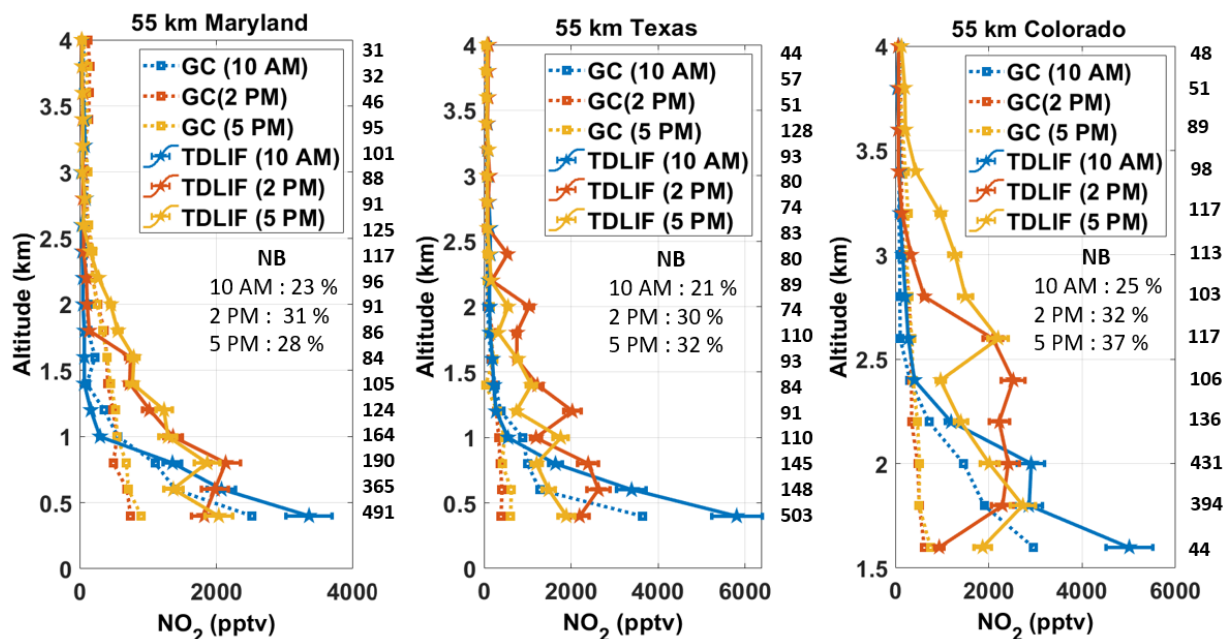 55 km Maryland
4
3.5
3
2.5
2
1.5
1
0.5
0
Altitude (km)
GC (10 AM)
GC(2 PM)
GC (5 PM)
TDLIF (10 AM)
TDLIF (2 PM)
TDLIF (5 PM)
NB
10 AM : 23 %
2 PM : 31 %
5 PM : 28 %
31
32
46
95
101
88
91
125
117
96
91
86
84
105
124
164
190
365
491
0
2000
4000
NO2 (pptv)
55 km Texas
4
3.5
3
2.5
2
1.5
1
0.5
0
Altitude (km)
GC (10 AM)
GC(2 PM)
GC (5 PM)
TDLIF (10 AM)
TDLIF (2 PM)
TDLIF (5 PM)
NB
10 AM : 21 %
2 PM : 30 %
5 PM : 32 %
44
57
51
128
93
80
74
83
80
89
74
110
93
84
91
110
145
148
503
0
2000
4000
6000
NO2 (pptv)
55 km Colorado
4
3.5
3
2.5
2
1.5
Altitude (km)
GC (10 AM)
GC (2 PM)
GC (5 PM)
TDLIF (10 AM)
TDLIF (2 PM)
TDLIF (5 PM)
NB
10 AM : 25 %
2 PM : 32 %
5 PM : 37 %
48
51
89
98
117
113
103
117
106
136
431
394
44
0
2000
4000
6000
NO2 (pptv)